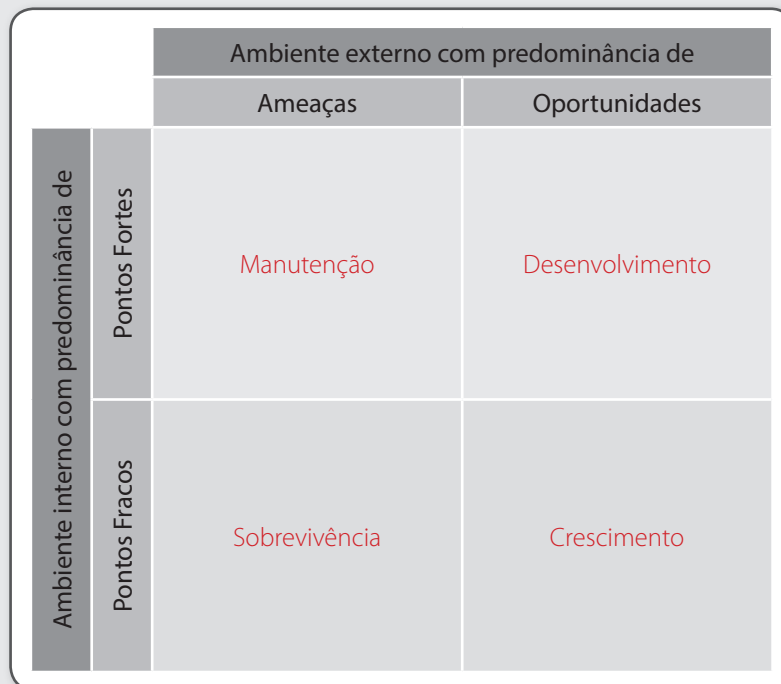 Ambiente externo com predominância de
Ameaças
Oportunidades
Ambiente interno com predominância de
Pontos Fortes
Manutenção
Desenvolvimento
Pontos Fracos
Sobrevivência
Crescimento